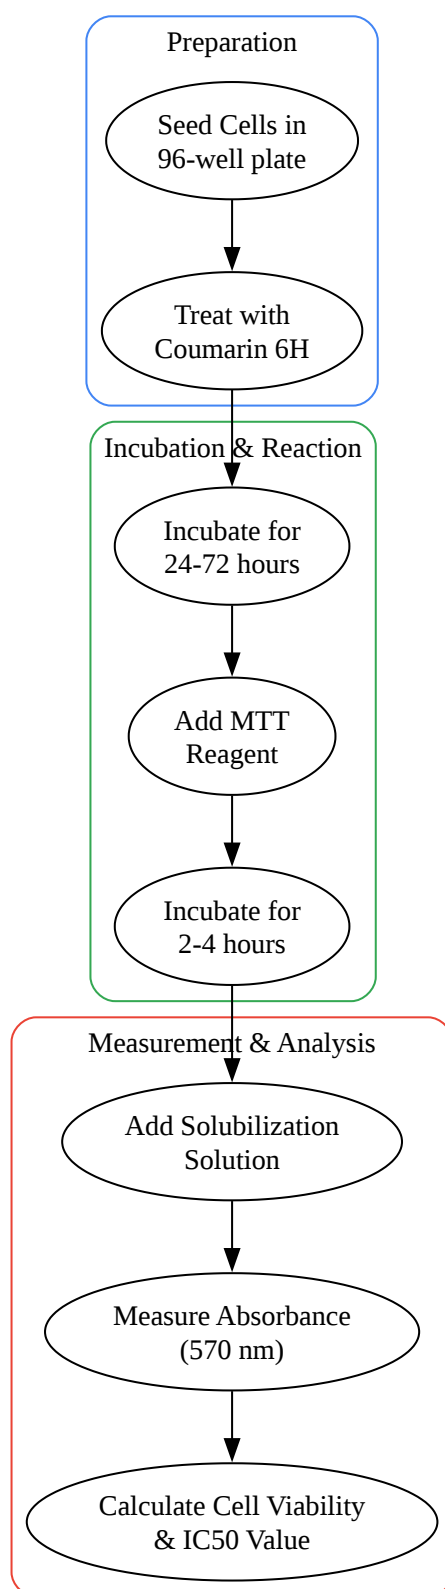 Preparation
Seed Cells in
96-well plate
Treat with
Coumarin 6H
Incubation & Reaction
Incubate for
24-72 hours
Add MTT
Reagent
Incubate for
2-4 hours
Measurement & Analysis
Add Solubilization
Solution
Measure Absorbance
(570 nm)
Calculate Cell Viability
& IC50 Value